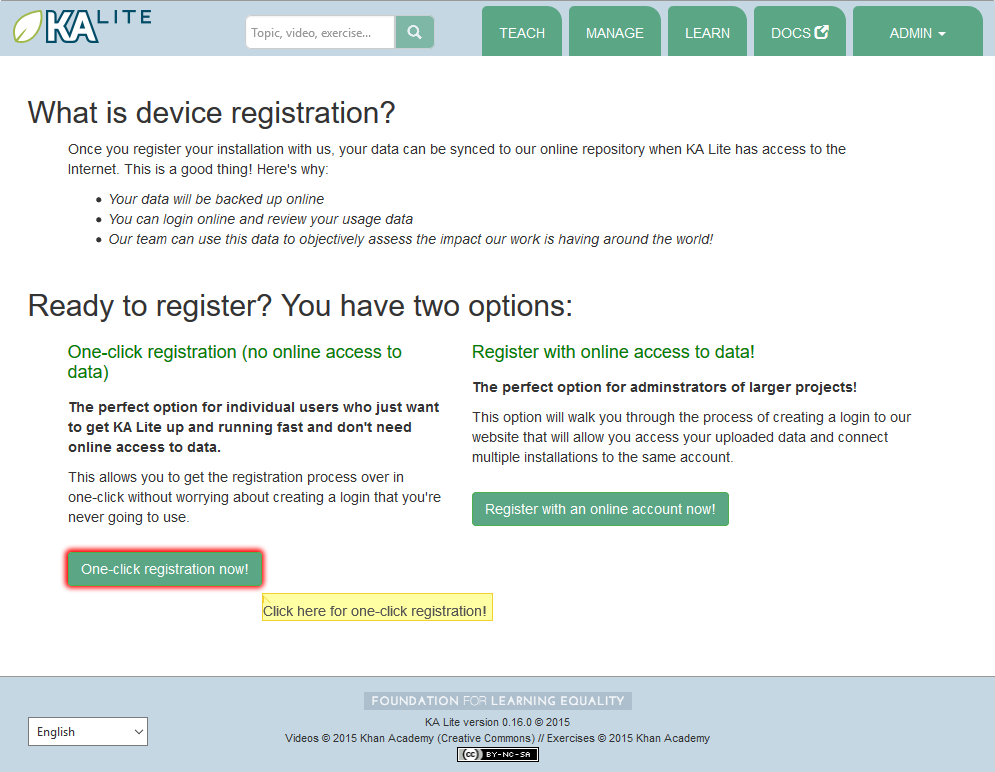 KA LITE
Topic, video, exercise...
TEACH
MANAGE
LEARN
DOCS
ADMIN
What is device registration?
Once you register your installation with us, your data can be synced to our online repository when KA Lite has access to the
Internet. This is a good thing! Here's why:
• Your data will be backed up online
• You can login online and review your usage data
• Our team can use this data to objectively assess the impact our work is having around the world!
Ready to register? You have two options:
One-click registration (no online access to
data)
The perfect option for individual users who just want
to get KA Lite up and running fast and don't need
online access to data.
This allows you to get the registration process over in
one-click without worrying about creating a login that you're
never going to use.
One-click registration now!
Click here for one-click registration!
Register with online access to data!
The perfect option for adminstrators of larger projects!
This option will walk you through the process of creating a login to our
website that will allow you access your uploaded data and connect
multiple installations to the same account.
Register with an online account now!
English
FOUNDATION FOR LEARNING EQUALITY
KA Lite version 0.16.0 © 2015
Videos © 2015 Khan Academy (Creative Commons) // Exercises © 2015 Khan Academy
cc BY-NC-SA